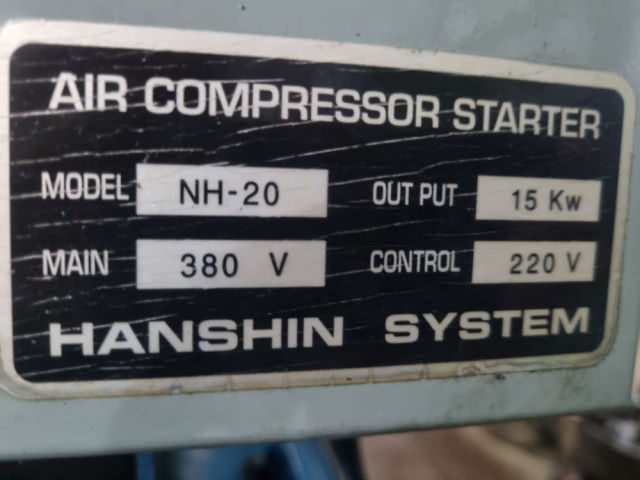 AIR COMPRESSOR STARTER
MODEL NH-20 OUT PUT 15 Kw
MAIN 380 V CONTROL 220 V
HANSHIN SYSTEM